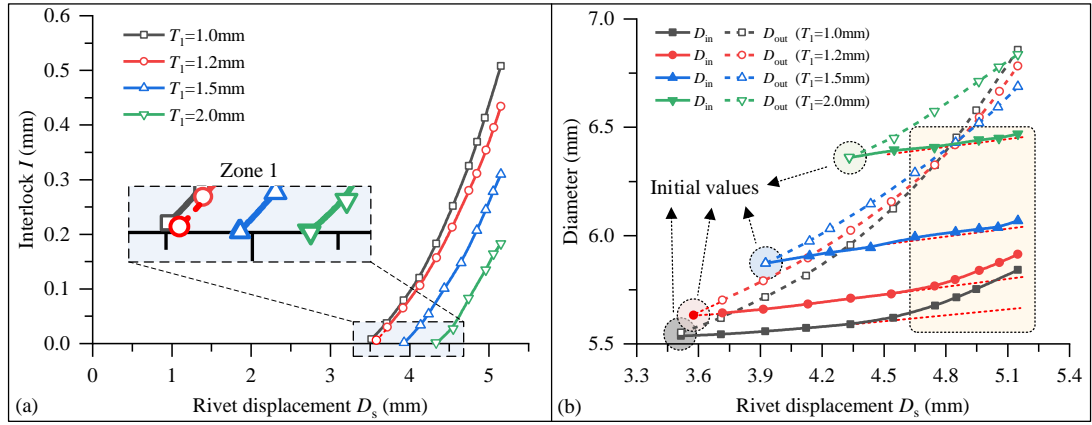 T1=1.0mm
T1=1.2mm
T1=1.5mm
T1=2.0mm
Zone 1
Interlock I (mm)
0.6
0.5
0.4
0.3
0.2
0.1
0.0
0 1 2 3 4 5 6
Rivet displacement Ds (mm)
(a)
Din Dout (T1=1.0mm)
Din Dout (T1=1.2mm)
Din Dout (T1=1.5mm)
Din Dout (T1=2.0mm)
Initial values
Diameter (mm)
7.0
6.5
6.0
5.5
3.3 3.6 3.9 4.2 4.5 4.8 5.1 5.4
Rivet displacement Ds (mm)
(b)